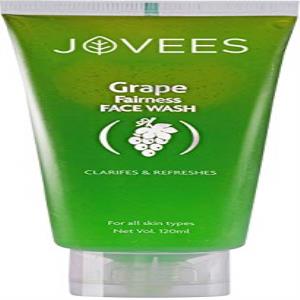 JOVEES
Grape
Fairness
FACE WASH
CLARIFES & REFRESHES
For all skin types
Net Vol. 120ml